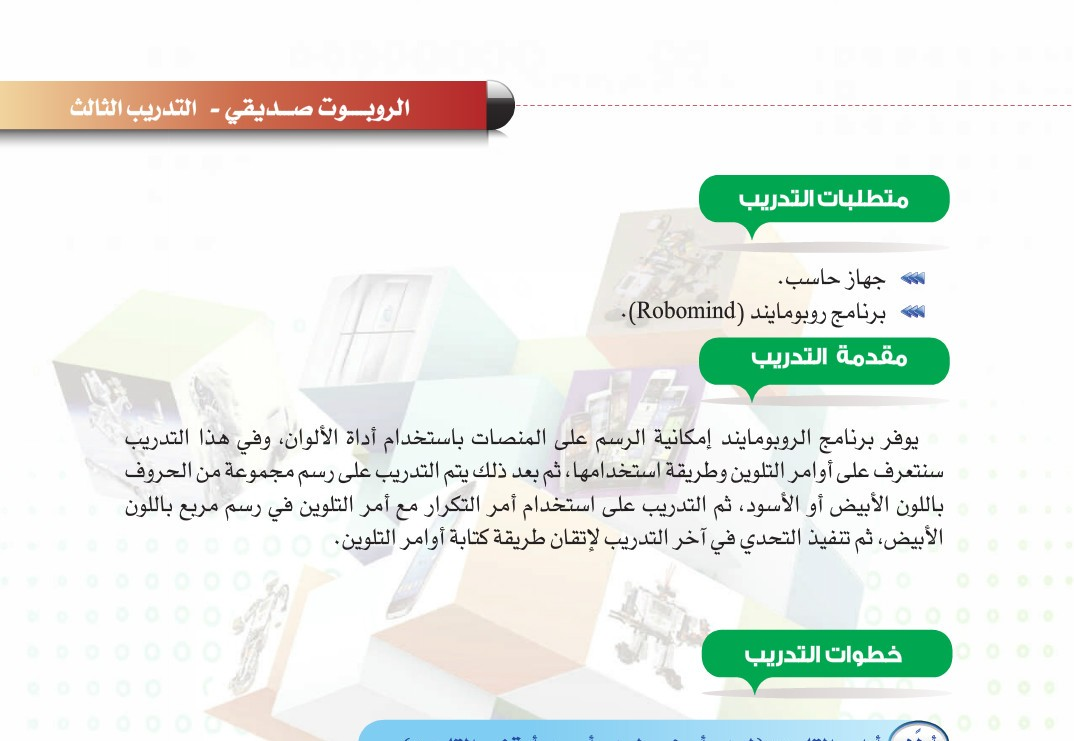 الروبـــوت صــديقي - التدريب الثالث
متطلبات التدريب
جهاز حاسب.
برنامج روبومايند (Robomind).
مقدمة التدريب
يوفر برنامج الروبومايند إمكانية الرسم على المنصات باستخدام أداة الألوان، وفي هذا التدريب
سنتعرف على أوامر التلوين وطريقة استخدامها، ثم بعد ذلك يتم التدريب على رسم مجموعة من الحروف
باللون الأبيض أو الأسود، ثم التدريب على استخدام أمر التكرار مع أمر التلوين في رسم مربع باللون
الأبيض، ثم تنفيذ التحدي في آخر التدريب لإتقان طريقة كتابة أوامر التلوين.
خطوات التدريب